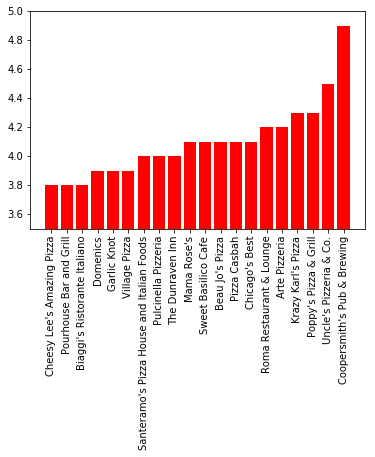 5.0
4.8
4.6
4.4
4.2
4.0
3.8
3.6
Cheesy Lee's Amazing Pizza
Pourhouse Bar and Grill
Biaggi's Ristorante Italiano
Domenics
Garlic Knot
Village Pizza
Santeramo's Pizza House and Italian Foods
Pulcinella Pizzeria
The Dunraven Inn
Mama Rose's
Sweet Basilico Cafe
Beau Jo's Pizza
Pizza Casbah
Chicago's Best
Roma Restaurant & Lounge
Arte Pizzeria
Krazy Karl's Pizza
Poppy's Pizza & Grill
Uncle's Pizzeria & Co.
Coopersmith's Pub & Brewing